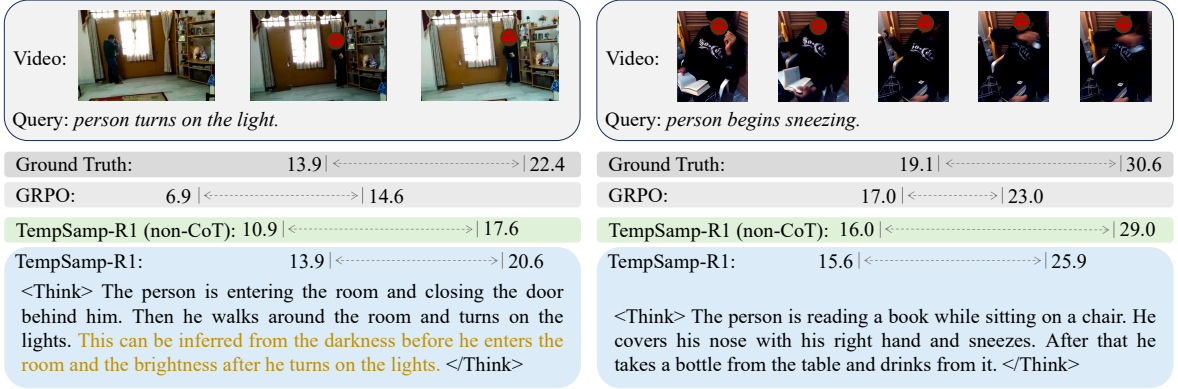 Video:
Query: person turns on the light.
Ground Truth: 13.9 22.4
GRPO: 6.9 14.6
TempSamp-R1 (non-CoT): 10.9 17.6
TempSamp-R1: 13.9 20.6
<Think> The person is entering the room and closing the door
behind him. Then he walks around the room and turns on the
lights. This can be inferred from the darkness before he enters the
room and the brightness after he turns on the lights. </Think>
Video:
Query: person begins sneezing.
Ground Truth: 19.1 30.6
GRPO: 17.0 23.0
TempSamp-R1 (non-CoT): 16.0 29.0
TempSamp-R1: 15.6 25.9
<Think> The person is reading a book while sitting on a chair. He
covers his nose with his right hand and sneezes. After that he
takes a bottle from the table and drinks from it. </Think>